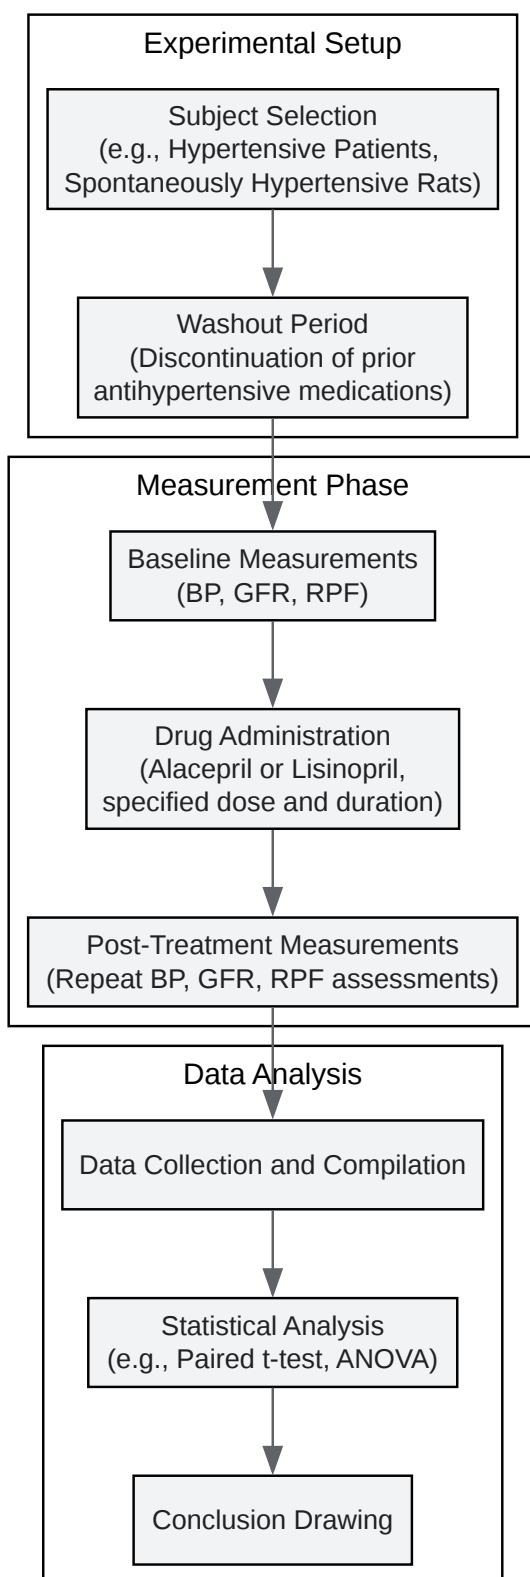 Experimental Setup
Subject Selection
(e.g., Hypertensive Patients,
Spontaneously Hypertensive Rats)
Washout Period
(Discontinuation of prior
antihypertensive medications)
Measurement Phase
Baseline Measurements
(BP, GFR, RPF)
Drug Administration
(Alacepril or Lisinopril,
specified dose and duration)
Post-Treatment Measurements
(Repeat BP, GFR, RPF assessments)
Data Analysis
Data Collection and Compilation
Statistical Analysis
(e.g., Paired t-test, ANOVA)
Conclusion Drawing